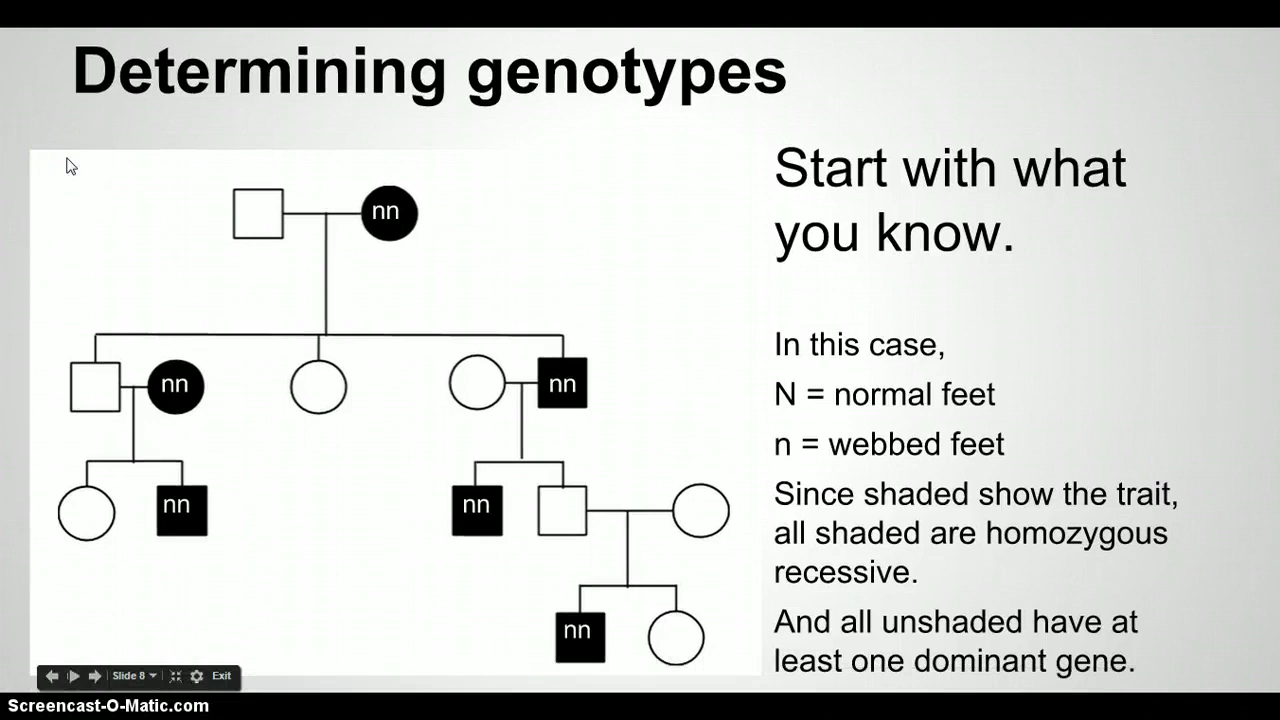 Determining genotypes
Start with what
you know.
In this case,
N = normal feet
n = webbed feet
Since shaded show the trait,
all shaded are homozygous
recessive.
And all unshaded have at
least one dominant gene.
nn
nn
nn
nn
nn
nn
Slide 8
Exit
Screencast-O-Matic.com